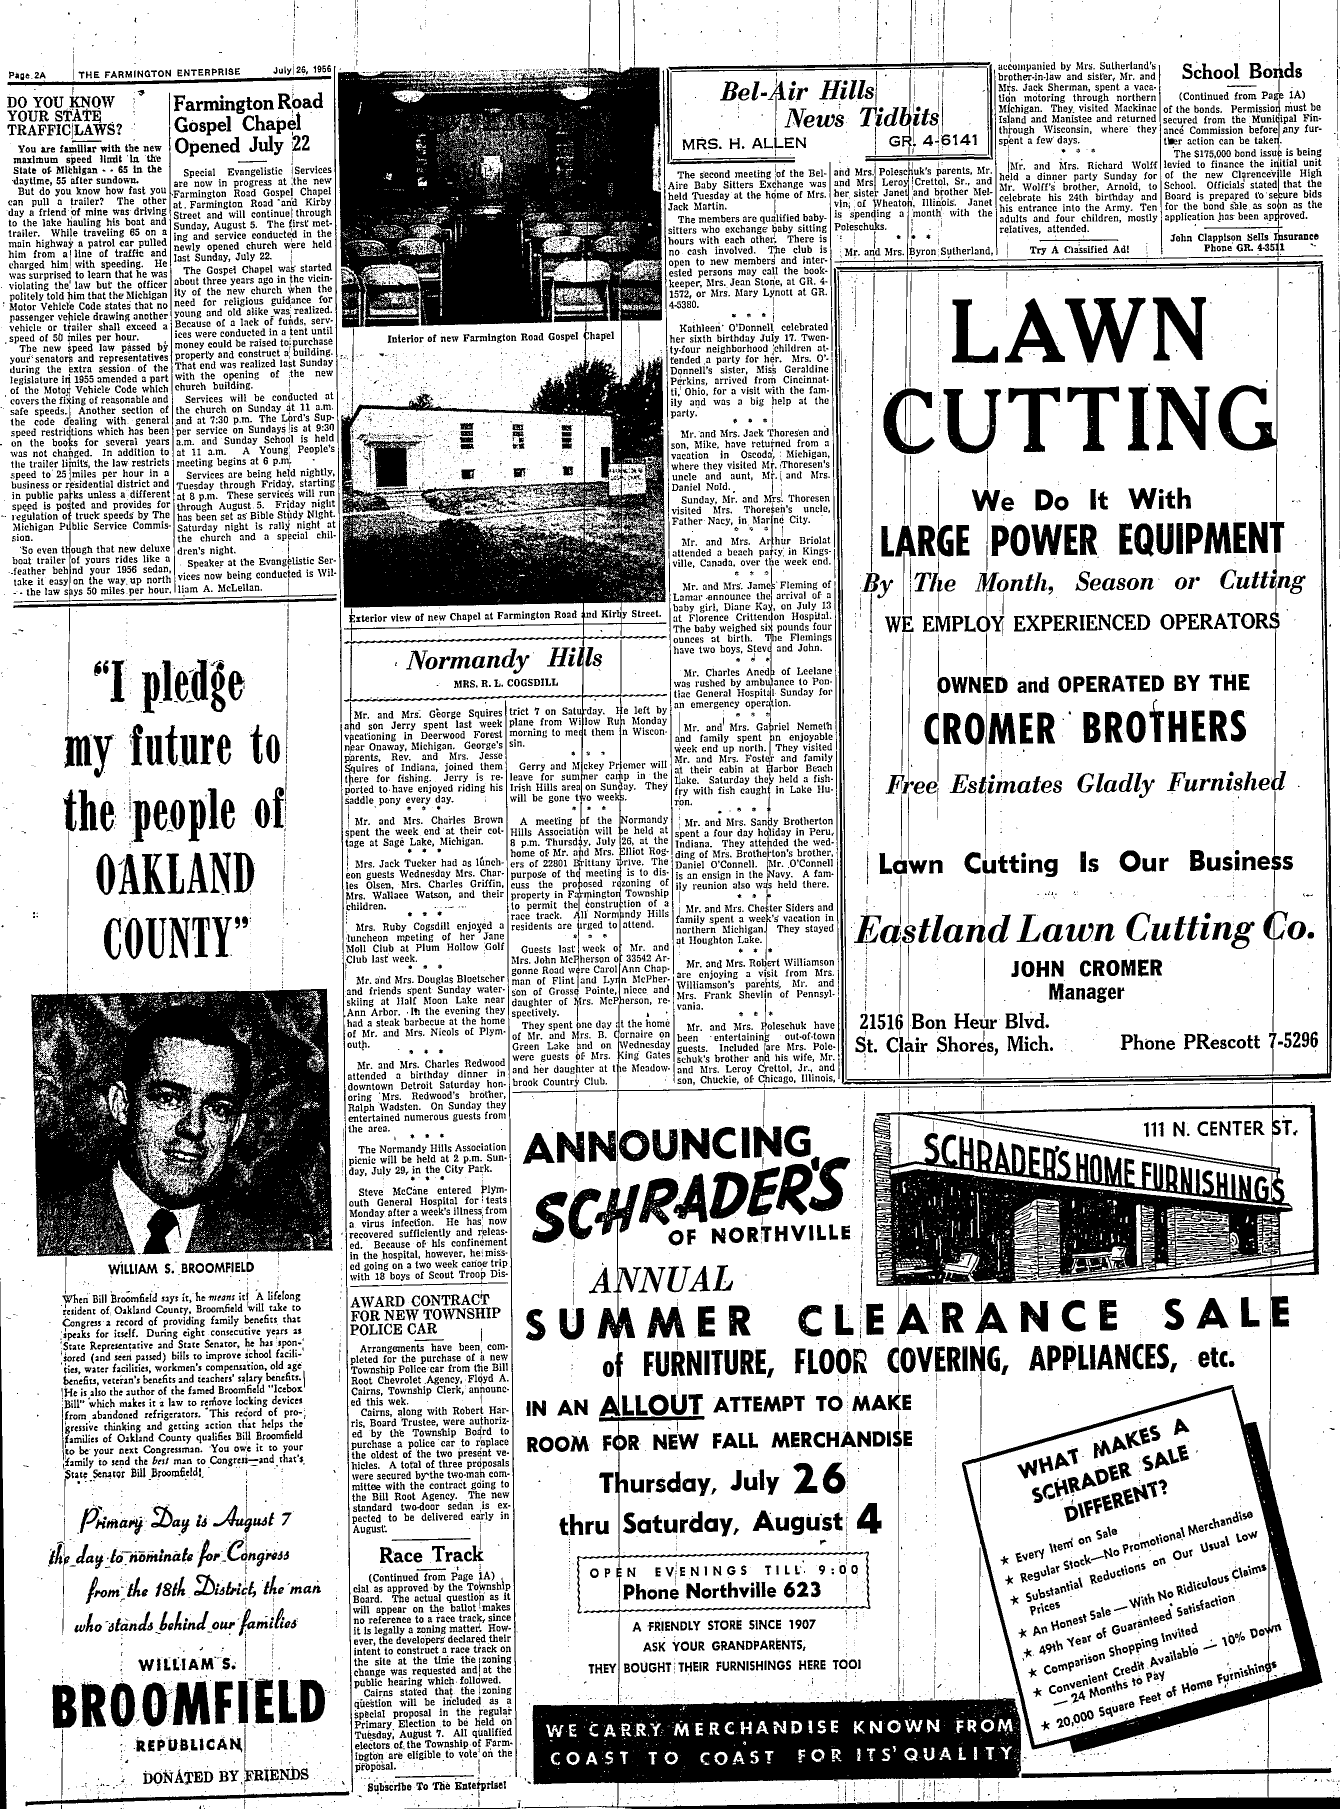 Page 2A THE FARMINGTON ENTERPRISE July 26, 1956
DO YOU KNOW
YOUR STATE
TRAFFIC LAWS?
You are familiar with the new
maximum speed limit in the
State of Michigan - - 65 in the
daytime, 55 after sundown.
But do you know how fast you
can pull a trailer? The other
day a friend of mine was driving
to the lake hauling his boat and
trailer. While traveling 65 on a
main highway a patrol car pulled
him from a line of traffic and
charged him with speeding. He
was surprised to learn that he was
violating the law but the officer
politely told him that the Michigan
Motor Vehicle Code states that no
passenger vehicle drawing another
vehicle or trailer shall exceed a
speed of 50 miles per hour.
The new speed law passed by
your senators and representatives
during the extra session of the
legislature in 1955 amended a part
of the Motor Vehicle Code which
covers the fixing of reasonable and
safe speeds. Another section of
the code dealing with general
speed restrictions which has been
on the books for several years
was not changed. In addition to
the trailer limits, the law restricts
speed to 25 miles per hour in a
business or residential district and
in public parks unless a different
speed is posted and provides for
regulation of truck speeds by The
Michigan Public Service Commis-
sion.
So even though that new deluxe
boat trailer of yours rides like a
feather behind your 1956 sedan,
take it easy on the way up north
- - the law says 50 miles per hour.
Farmington Road
Gospel Chapel
Opened July 22
Special Evangelistic Services
are now in progress at the new
Farmington Road Gospel Chapel
at Farmington Road and Kirby
Street and will continue through
Sunday, August 5. The first meet-
ing and service conducted in the
newly opened church were held
last Sunday, July 22.
The Gospel Chapel was started
about three years ago in the vicin-
ity of the new church when the
need for religious guidance for
young and old alike was realized.
Because of a lack of funds, serv-
ices were conducted in a tent until
money could be raised to purchase
property and construct a building.
That end was realized last Sunday
with the opening of the new
church building.
Services will be conducted at
the church on Sunday at 11 a.m.
and at 7:30 p.m. The Lord's Sup-
per service on Sundays is at 9:30
a.m. and Sunday School is held
at 11 a.m. A Young People's
meeting begins at 6 p.m.
Services are being held nightly,
Tuesday through Friday, starting
at 8 p.m. These services will run
through August 5. Friday night
has been set as Bible Study Night.
Saturday night is rally night at
the church and a special chil-
dren's night.
Speaker at the Evangelistic Ser-
vices now being conducted is Wil-
liam A. McLellan.
"I pledge
my future to
the people of
OAKLAND
COUNTY"
WILLIAM S. BROOMFIELD
When Bill Broomfield says it, he means it! A lifelong
resident of Oakland County, Broomfield will take to
Congress a record of providing family benefits that
speaks for itself. During eight consecutive years as
State Representative and State Senator, he has spon-
sored (and seen passed) bills to improve school facili-
ties, water facilities, workmen's compensation, old age
benefits, veteran's benefits and teachers' salary benefits.
He is also the author of the famed Broomfield "Icebox
Bill" which makes it a law to remove locking devices
from abandoned refrigerators. This record of pro-
gressive thinking and getting action that helps the
families of Oakland County qualifies Bill Broomfield
to be your next Congressman. You owe it to your
family to send the best man to Congress—and that's
State Senator Bill Broomfield!
Primary Day is August 7
the day to nominate for Congress
from the 18th District, the man
who stands behind our families
WILLIAM S.
BROOMFIELD
REPUBLICAN
DONATED BY FRIENDS
Interior of new Farmington Road Gospel Chapel
Exterior view of new Chapel at Farmington Road and Kirby Street.
Normandy Hills
MRS. R. L. COGSDILL
Mr. and Mrs. George Squires
and son Jerry spent last week
vacationing in Deerwood Forest
near Onaway, Michigan. George's
parents, Rev. and Mrs. Jesse
Squires of Indiana, joined them
there for fishing. Jerry is re-
ported to have enjoyed riding his
saddle pony every day.
* * *
Mr. and Mrs. Charles Brown
spent the week end at their cot-
tage at Sage Lake, Michigan.
* * *
Mrs. Jack Tucker had as lunch-
eon guests Wednesday Mrs. Char-
les Olsen, Mrs. Charles Griffin,
Mrs. Wallace Watson, and their
children.
* * *
Mrs. Ruby Cogsdill enjoyed a
luncheon meeting of her Jane
Moll Club at Plum Hollow Golf
Club last week.
* * *
Mr. and Mrs. Douglas Bloetscher
and friends spent Sunday water-
skiing at Half Moon Lake near
Ann Arbor. In the evening they
had a steak barbecue at the home
of Mr. and Mrs. Nicols of Plym-
outh.
* * *
Mr. and Mrs. Charles Redwood
attended a birthday dinner in
downtown Detroit Saturday hon-
oring Mrs. Redwood's brother,
Ralph Wadsten. On Sunday they
entertained numerous guests from
the area.
* * *
The Normandy Hills Association
picnic will be held at 2 p.m. Sun-
day, July 29, in the City Park.
* * *
Steve McCane entered Plym-
outh General Hospital for tests
Monday after a week's illness from
a virus infection. He has now
recovered sufficiently and releas-
ed. Because of his confinement
in the hospital, however, he miss-
ed going on a two week canoe trip
with 18 boys of Scout Troop Dis-
trict 7 on Saturday. He left by
plane from Willow Run Monday
morning to meet them in Wiscon-
sin.
* * *
Gerry and Mickey Priemer will
leave for summer camp in the
Irish Hills area on Sunday. They
will be gone two weeks.
* * *
A meeting of the Normandy
Hills Association will be held at
8 p.m. Thursday, July 26, at the
home of Mr. and Mrs. Elliot Rog-
ers of 22801 Brittany Drive. The
purpose of the meeting is to dis-
cuss the proposed rezoning of
property in Farmington Township
to permit the construction of a
race track. All Normandy Hills
residents are urged to attend.
* * *
Guests last week of Mr. and
Mrs. John McPherson of 33542 Ar-
gonne Road were Carol Ann Chap-
man of Flint and Lynn McPher-
son of Grosse Pointe, niece and
daughter of Mrs. McPherson, re-
spectively.
They spent one day at the home
of Mr. and Mrs. B. Cormire on
Green Lake and on Wednesday
were guests of Mrs. King Gates
and her daughter at the Meadow-
brook Country Club.
AWARD CONTRACT
FOR NEW TOWNSHIP
POLICE CAR
Arrangements have been com-
pleted for the purchase of a new
Township Police car from the Bill
Root Chevrolet Agency, Floyd A.
Cairns, Township Clerk, announc-
ed this wek.
Cairns, along with Robert Har-
ris, Board Trustee, were authoriz-
ed by the Township Board to
purchase a police car to replace
the oldest of the two present ve-
hicles. A total of three proposals
were secured by the two-man com-
mittee with the contract going to
the Bill Root Agency. The new
standard two-door sedan is ex-
pected to be delivered early in
August.
Race Track
(Continued from Page 1A)
cial as approved by the Township
Board. The actual question as it
will appear on the ballot makes
no reference to a race track, since
it is legally a zoning matter. How-
ever, the developers declared their
intent to construct a race track on
the site at the time the zoning
change was requested and at the
public hearing which followed.
Cairns stated that the zoning
question will be included as a
special proposal in the regular
Primary Election to be held on
Tuesday, August 7. All qualified
electors of the Township of Farm-
ington are eligible to vote on the
proposal.
Subscribe To The Enterprise!
Bel-Air Hills
News Tidbits
MRS. H. ALLEN GR. 4-6141
The second meeting of the Bel-
Aire Baby Sitters Exchange was
held Tuesday at the home of Mrs.
Jack Martin.
The members are qualified baby-
sitters who exchange baby sitting
hours with each other. There is
no cash involved. The club is
open to new members and inter-
ested persons may call the book-
keeper, Mrs. Jean Stone, at GR. 4-
1572, or Mrs. Mary Lynott at GR.
4-5380.
* * *
Kathleen O'Donnell celebrated
her sixth birthday July 17. Twen-
ty-four neighborhood children at-
tended a party for her. Mrs. O'-
Donnell's sister, Miss Geraldine
Perkins, arrived from Cincinnat-
ti, Ohio, for a visit with the fam-
ily and was a big help at the
party.
* * *
Mr. and Mrs. Jack Thoresen and
son, Mike, have returned from a
vacation in Oscoda, Michigan,
where they visited Mr. Thoresen's
uncle and aunt, Mr. and Mrs.
Daniel Nold.
Sunday, Mr. and Mrs. Thoresen
visited Mrs. Thoresen's uncle,
Father Nacy, in Marine City.
* * *
Mr. and Mrs. Arthur Briolat
attended a beach party in Kings-
ville, Canada, over the week end.
* * *
Mr. and Mrs. James Fleming of
Lamar announce the arrival of a
baby girl, Diane Kay, on July 13
at Florence Crittendon Hospital.
The baby weighed six pounds four
ounces at birth. The Flemings
have two boys, Steve and John.
* * *
Mr. Charles Aneda of Leelane
was rushed by ambulance to Pon-
tiac General Hospital Sunday for
an emergency operation.
* * *
Mr. and Mrs. Gabriel Nemeth
and family spent an enjoyable
week end up north. They visited
Mr. and Mrs. Foster and family
at their cabin at Harbor Beach
Lake. Saturday they held a fish-
fry with fish caught in Lake Hu-
ron.
* * *
Mr. and Mrs. Sandy Brotherton
spent a four day holiday in Peru,
Indiana. They attended the wed-
ding of Mrs. Brotherton's brother,
Daniel O'Connell. Mr. O'Connell
is an ensign in the Navy. A fam-
ily reunion also was held there.
* * *
Mr. and Mrs. Chester Siders and
family spent a week's vacation in
northern Michigan. They stayed
at Houghton Lake.
* * *
Mr. and Mrs. Robert Williamson
are enjoying a visit from Mrs.
Williamson's parents, Mr. and
Mrs. Frank Shevlin of Pennsyl-
vania.
* * *
Mr. and Mrs. Poleschuk have
been entertaining out-of-town
guests. Included are Mrs. Pole-
schuk's brother and his wife, Mr.
and Mrs. Leroy Crettol, Jr., and
son, Chuckie, of Chicago, Illinois,
and Mrs. Poleschuk's parents, Mr.
and Mrs. Leroy Crettol, Sr., and
her sister Janet and brother Mel-
vin, of Wheaton, Illinois. Janet
is spending a month with the
Poleschuks.
* * *
Mr. and Mrs. Byron Sutherland,
accompanied by Mrs. Sutherland's
brother-in-law and sister, Mr. and
Mrs. Jack Sherman, spent a vaca-
tion motoring through northern
Michigan. They visited Mackinac
Island and Manistee and returned
through Wisconsin, where they
spent a few days.
* * *
Mr. and Mrs. Richard Wolff
held a dinner party Sunday for
Mr. Wolff's brother, Arnold, to
celebrate his 24th birthday and
his entrance into the Army. Ten
adults and four children, mostly
relatives, attended.
Try A Classified Ad!
School Bonds
(Continued from Page 1A)
of the bonds. Permission must be
secured from the Municipal Fin-
ance Commission before any fur-
ther action can be taken.
The $175,000 bond issue is being
levied to finance the initial unit
of the new Clarenceville High
School. Officials stated that the
Board is prepared to secure bids
for the bond sale as soon as the
application has been approved.
John Clappison Sells Insurance
Phone GR. 4-3511
LAWN
CUTTING
We Do It With
LARGE POWER EQUIPMENT
By The Month, Season or Cutting
WE EMPLOY EXPERIENCED OPERATORS
OWNED and OPERATED BY THE
CROMER BROTHERS
Free Estimates Gladly Furnished
Lawn Cutting Is Our Business
Eastland Lawn Cutting Co.
JOHN CROMER
Manager
21516 Bon Heur Blvd.
St. Clair Shores, Mich. Phone PRescott 7-5296
ANNOUNCING
SCHRADER'S
OF NORTHVILLE
111 N. CENTER ST.
SCHRADER'S HOME FURNISHINGS
ANNUAL
SUMMER CLEARANCE SALE
of FURNITURE, FLOOR COVERING, APPLIANCES, etc.
IN AN ALLOUT ATTEMPT TO MAKE
ROOM FOR NEW FALL MERCHANDISE
Thursday, July 26
thru Saturday, August 4
OPEN EVENINGS TILL 9:00
Phone Northville 623
A FRIENDLY STORE SINCE 1907
ASK YOUR GRANDPARENTS,
THEY BOUGHT THEIR FURNISHINGS HERE TOO!
WHAT MAKES A
SCHRADER SALE
DIFFERENT?
★ Every Item on Sale
★ Regular Stock—No Promotional Merchandise
★ Substantial Reductions on Our Usual Low
Prices
★ An Honest Sale — With No Ridiculous Claims
★ 49th Year of Guaranteed Satisfaction
★ Comparison Shopping Invited
★ Convenient Credit Available — 10% Down
— 24 Months to Pay
★ 20,000 Square Feet of Home Furnishings
WE CARRY MERCHANDISE KNOWN FROM
COAST TO COAST FOR ITS' QUALITY